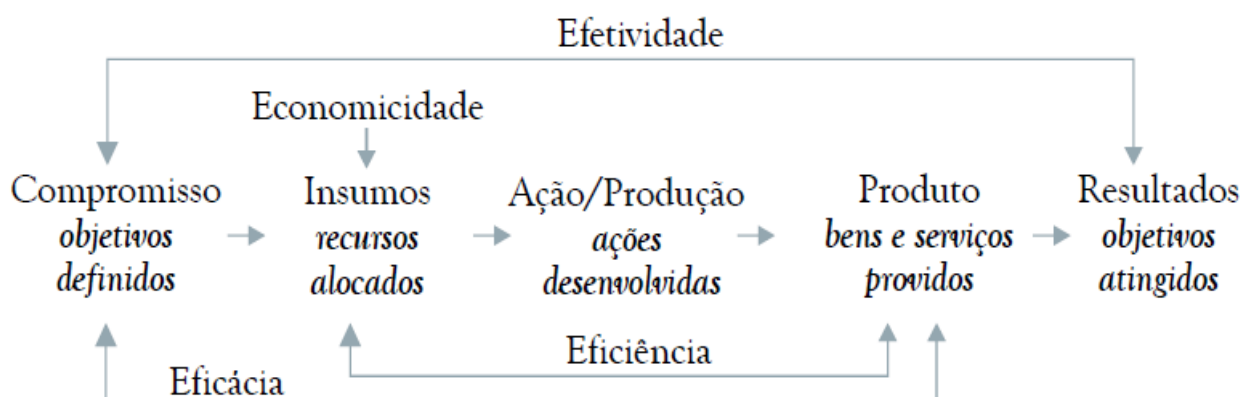 Efetividade
Economicidade
Compromisso
objetivos
definidos
Insumos
recursos
alocados
Ação/Produção
ações
desenvolvidas
Produto
bens e serviços
providos
Resultados
objetivos
atingidos
Eficiência
Eficácia